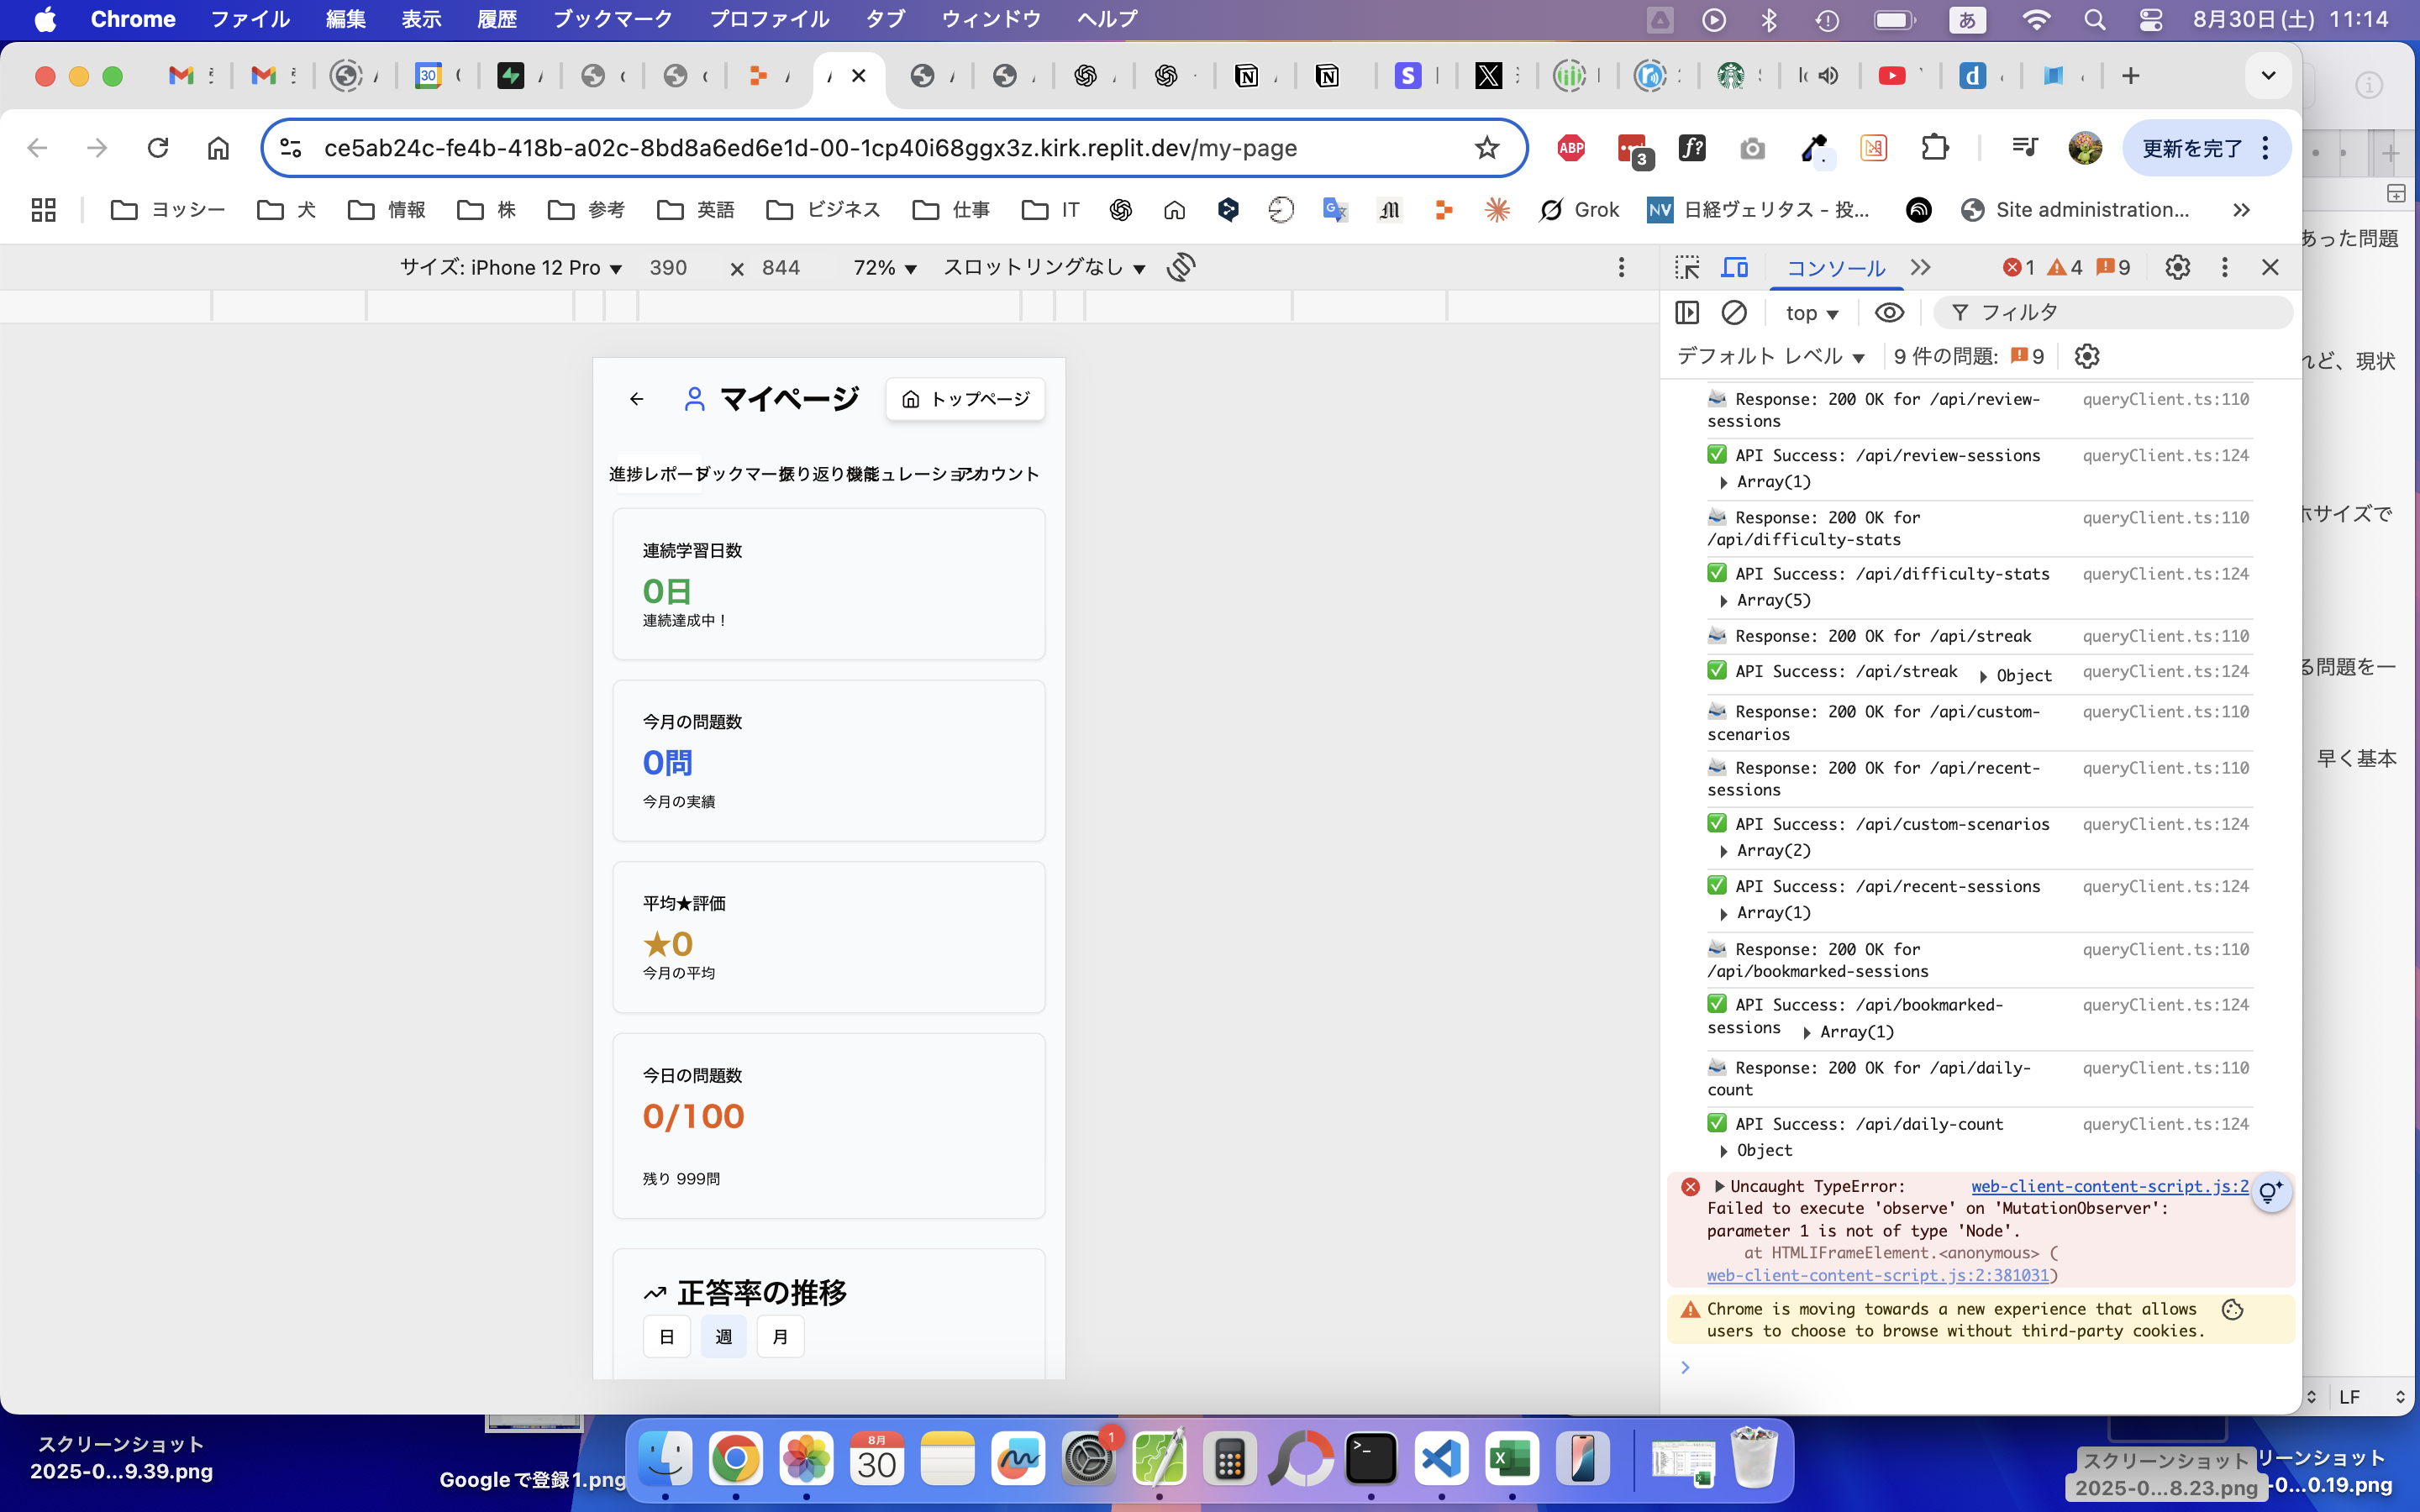 Chrome ファイル 編集 表示 履歴 ブックマーク プロファイル タブ ウィンドウ ヘルプ
あ 8月30日(土) 11:14
ce5ab24c-fe4b-418b-a02c-8bd8a6ed6e1d-00-1cp40i68ggx3z.kirk.replit.dev/my-page
ABP 3 f? 更新を完了
ヨッシー 犬 情報 株 参考 英語 ビジネス 仕事 IT Grok NV 日経ヴェリタス - 投... Site administration...
サイズ: iPhone 12 Pro 390 × 844 72% スロットリングなし
コンソール 1 4 9
top フィルタ
デフォルト レベル 9 件の問題: 9
マイページ トップページ
進捗レポート ブックマーク 振り返り機能 ュレーション アカウント
連続学習日数
0日
連続達成中！
今月の問題数
0問
今月の実績
平均★評価
★0
今月の平均
今日の問題数
0/100
残り 999問
正答率の推移
日 週 月
Response: 200 OK for /api/review-sessions queryClient.ts:110
API Success: /api/review-sessions queryClient.ts:124
Array(1)
Response: 200 OK for /api/difficulty-stats queryClient.ts:110
API Success: /api/difficulty-stats queryClient.ts:124
Array(5)
Response: 200 OK for /api/streak queryClient.ts:110
API Success: /api/streak Object queryClient.ts:124
Response: 200 OK for /api/custom-scenarios queryClient.ts:110
Response: 200 OK for /api/recent-sessions queryClient.ts:110
API Success: /api/custom-scenarios queryClient.ts:124
Array(2)
API Success: /api/recent-sessions queryClient.ts:124
Array(1)
Response: 200 OK for /api/bookmarked-sessions queryClient.ts:110
API Success: /api/bookmarked-sessions Array(1) queryClient.ts:124
Response: 200 OK for /api/daily-count queryClient.ts:110
API Success: /api/daily-count queryClient.ts:124
Object
Uncaught TypeError: web-client-content-script.js:2
Failed to execute 'observe' on 'MutationObserver':
parameter 1 is not of type 'Node'.
at HTMLIFrameElement.<anonymous> (
web-client-content-script.js:2:381031)
Chrome is moving towards a new experience that allows
users to choose to browse without third-party cookies.
あった問題
れど、現状
ホサイズで
る問題を一
早く基本
LF
スクリーンショット
2025-0...9.39.png
Googleで登録1.png
8月
30
1
スクリーンショット
2025-0...8.23.png
リーンショット
-0...0.19.png